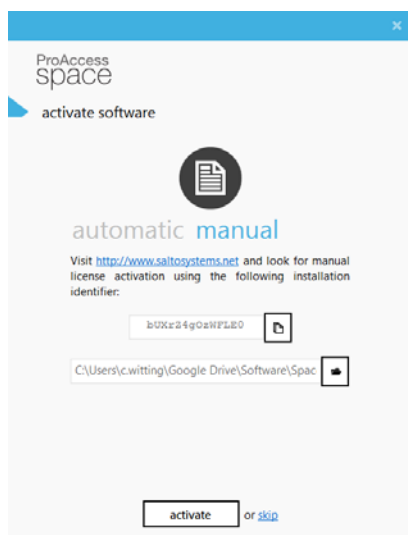 ProAccess
space
activate software
automatic manual
Visit http://www.saltosystems.net and look for manual
license activation using the following installation
identifier:
bUXr24gOzWFLE0
C:\Users\c.witting\Google Drive\Software\Spac
activate or skip